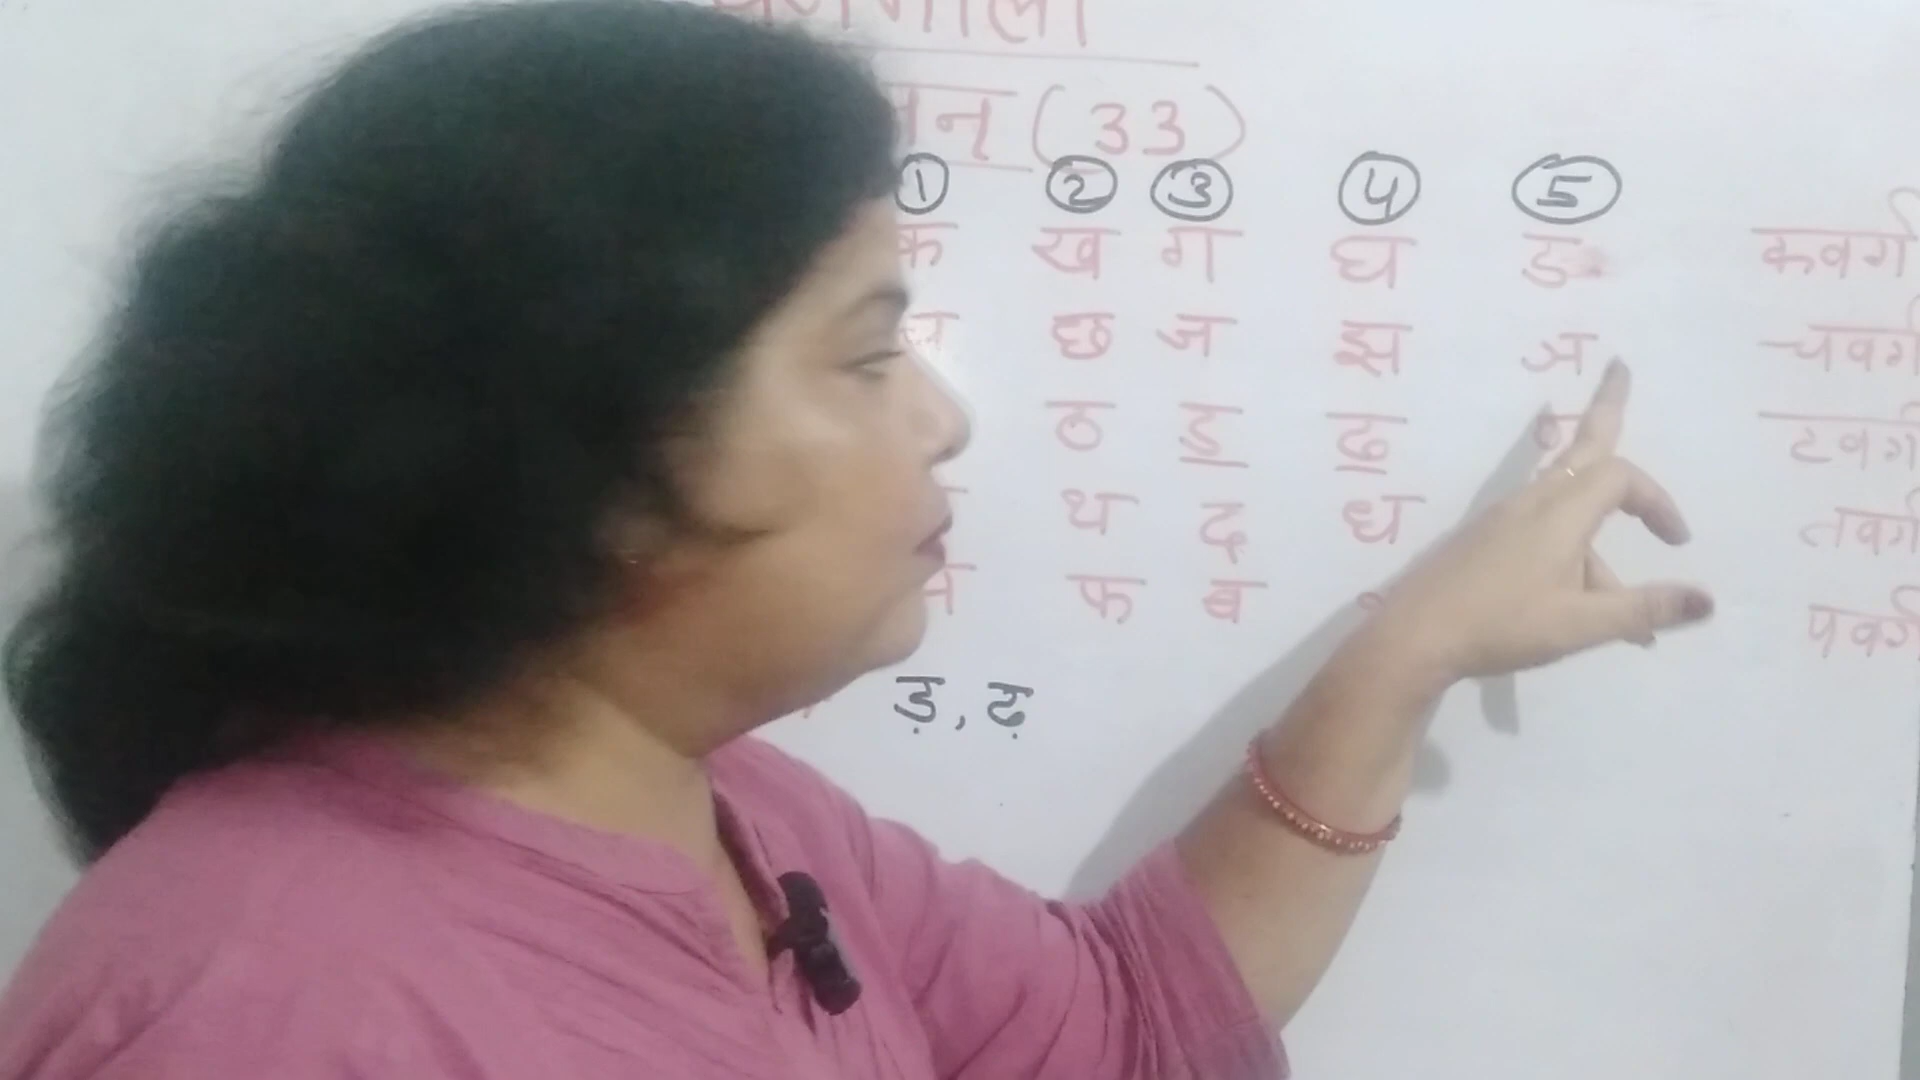 (33)
① ② ③ ④ ⑤
क ख ग घ ङ कवर्ग
छ ज झ ञ चवर्ग
ठ ड ढ टवर्ग
थ द ध तवर्ग
फ ब पवर्ग
ड़, ढ़